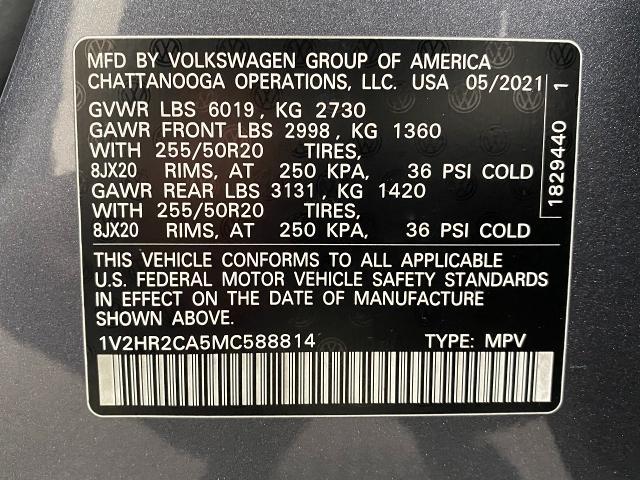 MFD BY VOLKSWAGEN GROUP OF AMERICA
CHATTANOOGA OPERATIONS, LLC. USA 05/2021
GVWR LBS 6019, KG 2730
GAWR FRONT LBS 2998, KG 1360
WITH 255/50R20 TIRES,
8JX20 RIMS, AT 250 KPA, 36 PSI COLD
GAWR REAR LBS 3131, KG 1420
WITH 255/50R20 TIRES,
8JX20 RIMS, AT 250 KPA, 36 PSI COLD
THIS VEHICLE CONFORMS TO ALL APPLICABLE
U.S. FEDERAL MOTOR VEHICLE SAFETY STANDARDS
IN EFFECT ON THE DATE OF MANUFACTURE
SHOWN ABOVE.
1V2HR2CA5MC588814 TYPE: MPV
1829440 1